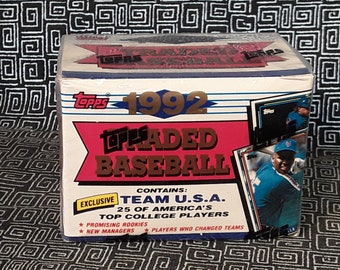 Topps
1992
Topps
TRADED
BASEBALL
CONTAINS:
EXCLUSIVE TEAM U.S.A.
25 OF AMERICA'S
TOP COLLEGE PLAYERS
• PROMISING ROOKIES
• NEW MANAGERS • PLAYERS WHO CHANGED TEAMS